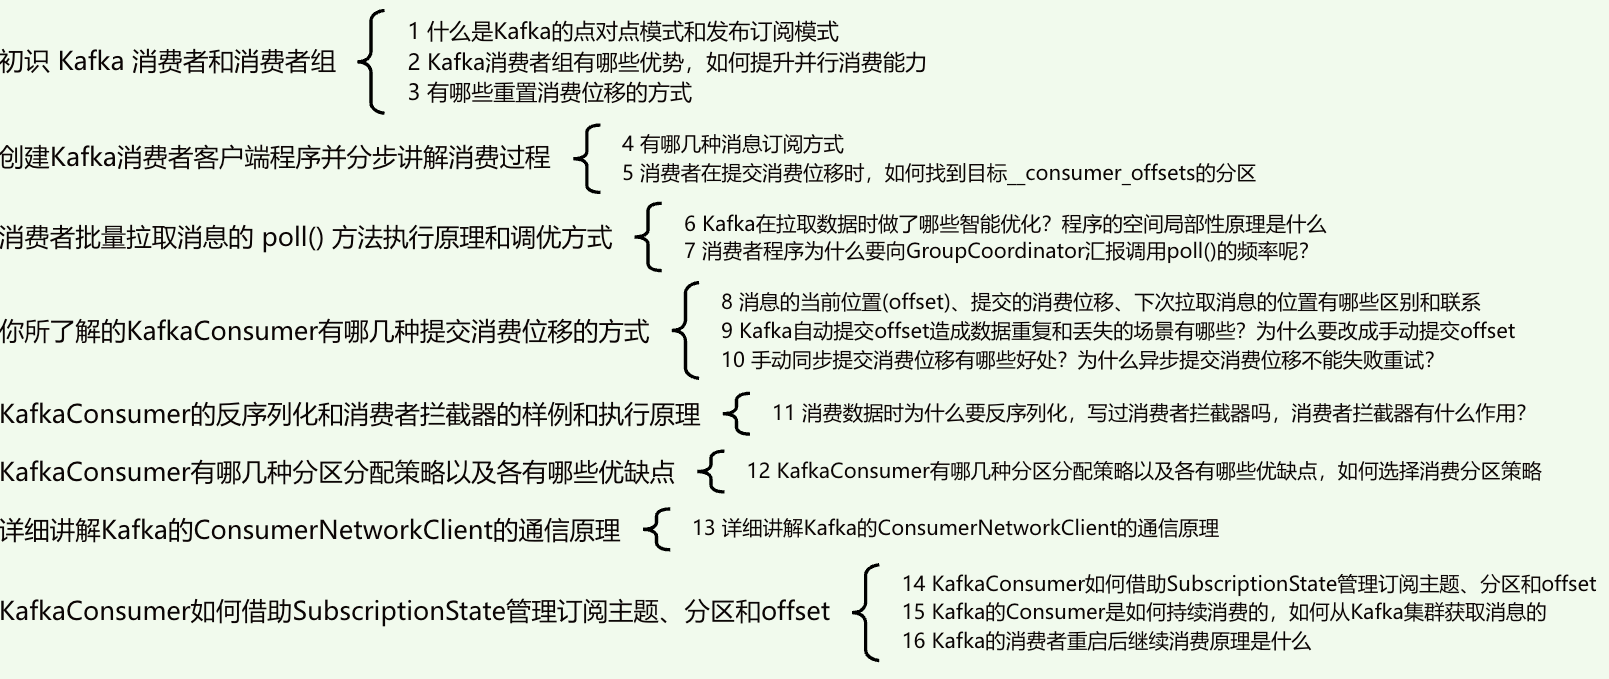 初识 Kafka 消费者和消费者组
1 什么是Kafka的点对点模式和发布订阅模式
2 Kafka消费者组有哪些优势，如何提升并行消费能力
3 有哪些重置消费位移的方式
创建Kafka消费者客户端程序并分步讲解消费过程
4 有哪几种消息订阅方式
5 消费者在提交消费位移时，如何找到目标__consumer_offsets的分区
消费者批量拉取消息的 poll() 方法执行原理和调优方式
6 Kafka在拉取数据时做了哪些智能优化？程序的空间局部性原理是什么
7 消费者程序为什么要向GroupCoordinator汇报调用poll()的频率呢？
你所了解的KafkaConsumer有哪几种提交消费位移的方式
8 消息的当前位置(offset)、提交的消费位移、下次拉取消息的位置有哪些区别和联系
9 Kafka自动提交offset造成数据重复和丢失的场景有哪些？为什么要改成手动提交offset
10 手动同步提交消费位移有哪些好处？为什么异步提交消费位移不能失败重试？
KafkaConsumer的反序列化和消费者拦截器的样例和执行原理
11 消费数据时为什么要反序列化，写过消费者拦截器吗，消费者拦截器有什么作用？
KafkaConsumer有哪几种分区分配策略以及各有哪些优缺点
12 KafkaConsumer有哪几种分区分配策略以及各有哪些优缺点，如何选择消费分区策略
详细讲解Kafka的ConsumerNetworkClient的通信原理
13 详细讲解Kafka的ConsumerNetworkClient的通信原理
KafkaConsumer如何借助SubscriptionState管理订阅主题、分区和offset
14 KafkaConsumer如何借助SubscriptionState管理订阅主题、分区和offset
15 Kafka的Consumer是如何持续消费的，如何从Kafka集群获取消息的
16 Kafka的消费者重启后继续消费原理是什么